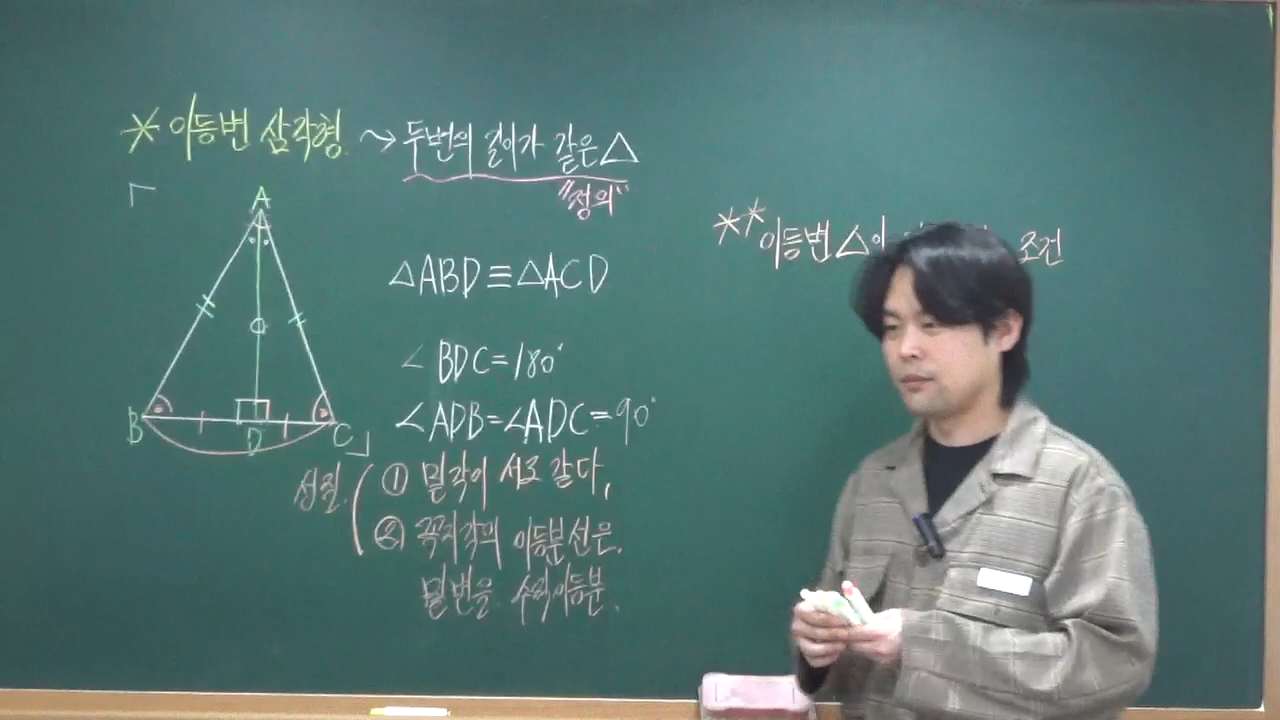 * 이등변 삼각형 ~> 두변의 길이가 같은 △
"정의"
A
B D C
△ABD≡△ACD
∠BDC=180°
∠ADB=∠ADC=90°
성질. ① 밑각이 서로 같다,
② 꼭지각의 이등분선은.
밑변을 수직이등분.
** 이등변 △이 조건